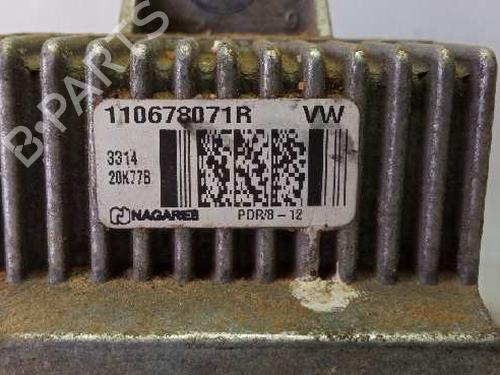 110678071R VW
3314
20K77B
NAGARES PDR/8-12
B-PARTS